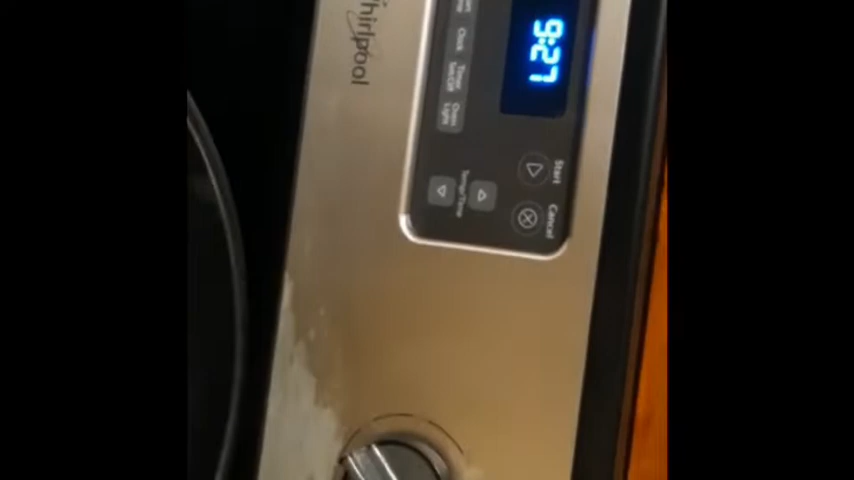 Whirlpool
9:27
Clock
Timer
Set/Off
Oven
Light
Temp/Time
Start
Cancel